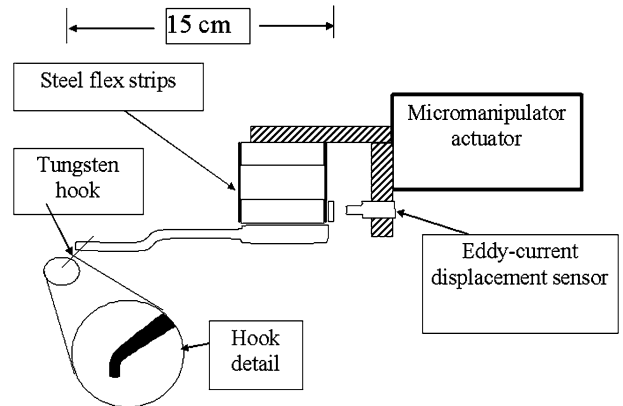 15 cm
Steel flex strips
Micromanipulator
actuator
Tungsten
hook
Eddy-current
displacement sensor
Hook
detail